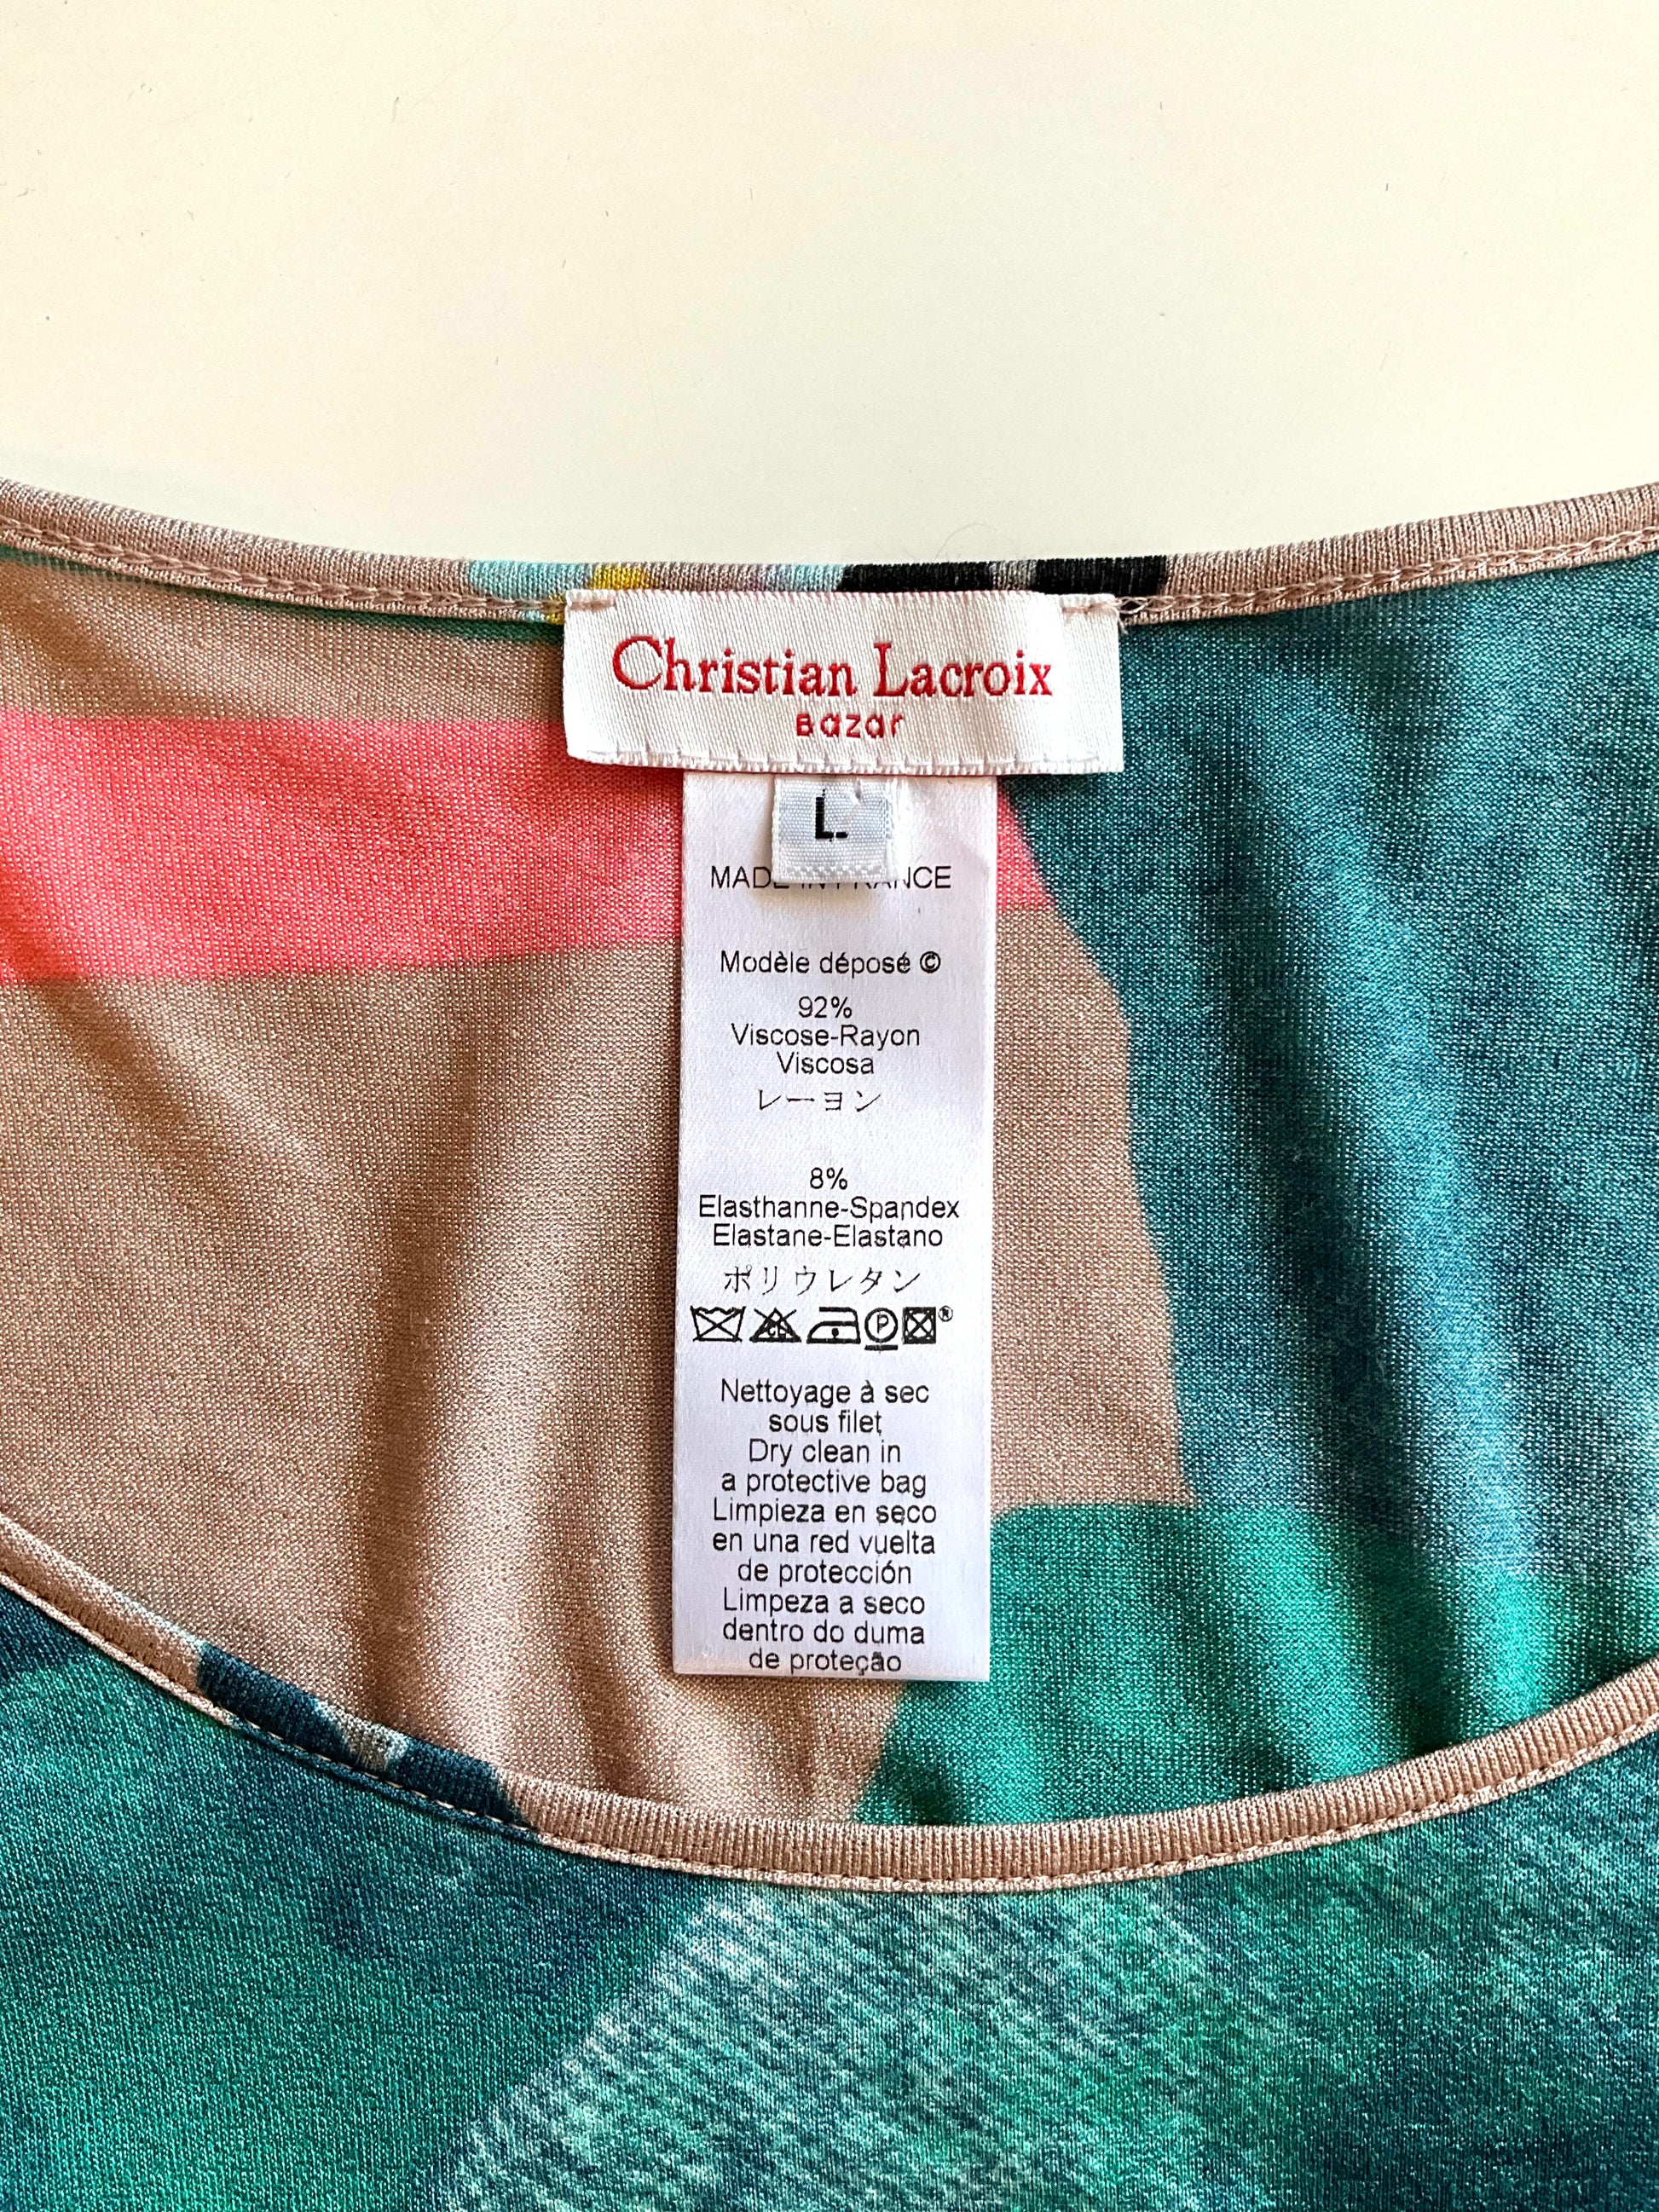 Christian Lacroix
Bazar
L
MADE IN FRANCE
Modèle déposé ©
92%
Viscose-Rayon
Viscosa
レーヨン
8%
Elasthanne-Spandex
Elastane-Elastano
ポリウレタン
CL P ®
Nettoyage à sec
sous filet
Dry clean in
a protective bag
Limpieza en seco
en una red vuelta
de protección
Limpeza a seco
dentro do duma
de proteção